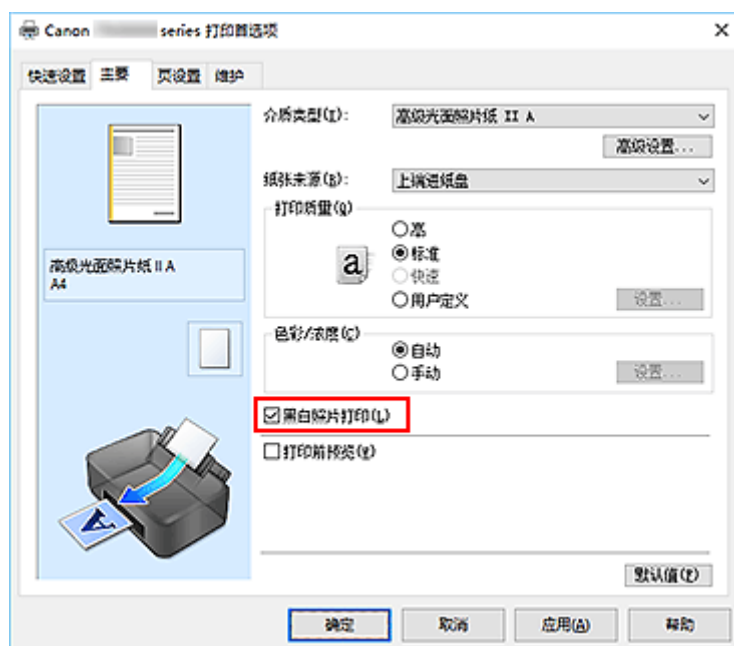 Canon series 打印首选项
快速设置 主要 页设置 维护
介质类型(I): 高级光面照片纸 II A
高级设置...
纸张来源(B): 上端进纸盘
打印质量(Q)
高
标准
快速
用户定义 设置...
a
高级光面照片纸 II A
A4
色彩/浓度(C)
自动
手动 设置...
黑白照片打印(L)
打印前预览(V)
A
默认值(F)
确定 取消 应用(A) 帮助